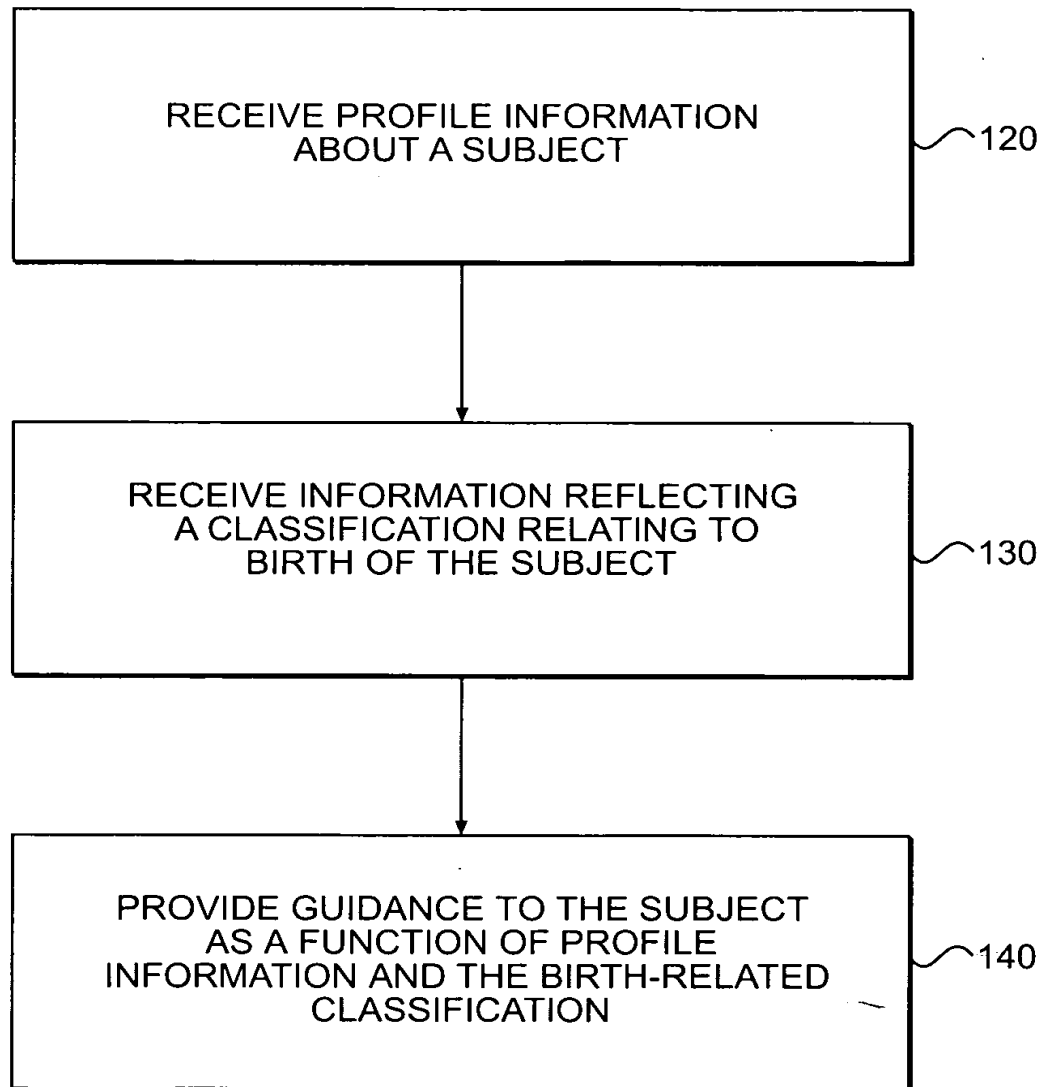 RECEIVE PROFILE INFORMATION
ABOUT A SUBJECT
120
RECEIVE INFORMATION REFLECTING
A CLASSIFICATION RELATING TO
BIRTH OF THE SUBJECT
130
PROVIDE GUIDANCE TO THE SUBJECT
AS A FUNCTION OF PROFILE
INFORMATION AND THE BIRTH-RELATED
CLASSIFICATION
140